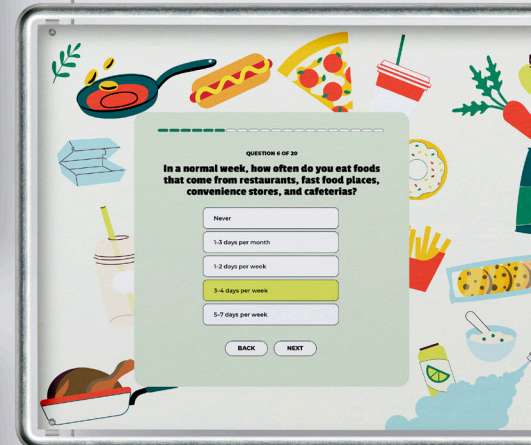 QUESTION 6 OF 20
In a normal week, how often do you eat foods
that come from restaurants, fast food places,
convenience stores, and cafeterias?
Never
1-3 days per month
1-2 days per week
3-4 days per week
5-7 days per week
BACK
NEXT